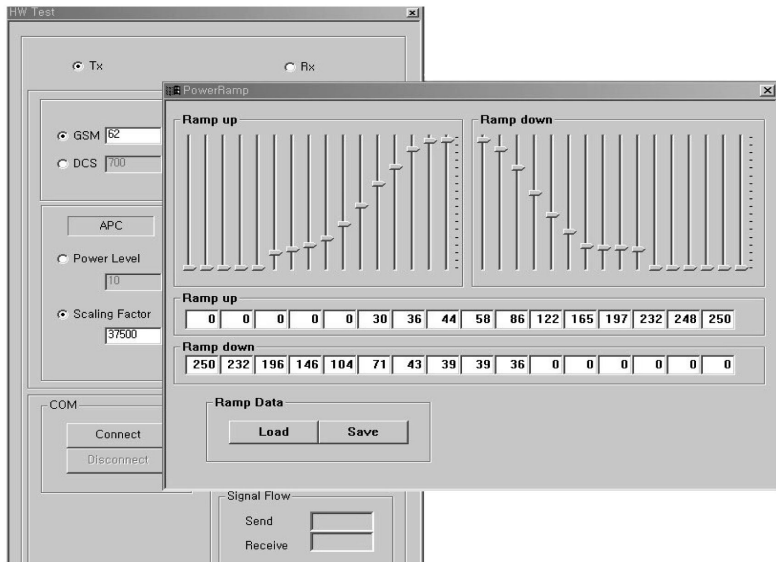 HW Test
Tx
Rx
GSM 62
DCS 700
APC
Power Level
10
Scaling Factor
37500
COM
Connect
Disconnect
Signal Flow
Send
Receive
PowerRamp
Ramp up
Ramp down
Ramp up
0 0 0 0 0 30 36 44 58 86 122 165 197 232 248 250
Ramp down
250 232 196 146 104 71 43 39 39 36 0 0 0 0 0 0
Ramp Data
Load Save